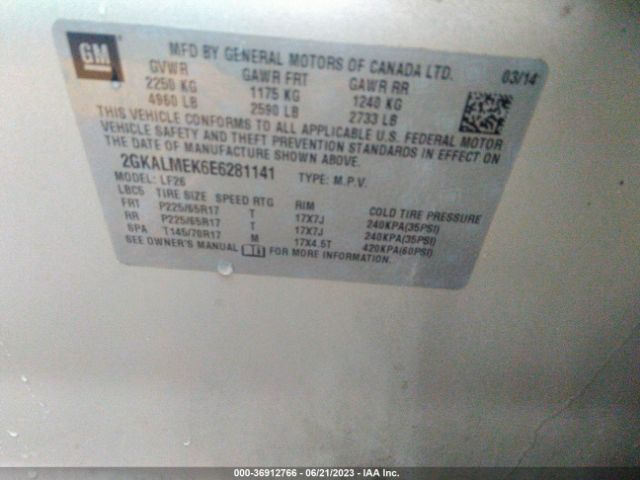 GM
MFD BY GENERAL MOTORS OF CANADA LTD. 03/14
GVWR GAWR FRT GAWR RR
2250 KG 1175 KG 1240 KG
4960 LB 2590 LB 2733 LB
THIS VEHICLE CONFORMS TO ALL APPLICABLE U.S. FEDERAL MOTOR
VEHICLE SAFETY AND THEFT PREVENTION STANDARDS IN EFFECT ON
THE DATE OF MANUFACTURE SHOWN ABOVE.
2GKALMEK6E6281141 TYPE: M.P.V.
MODEL: LF26
LBC5 TIRE SIZE SPEED RTG RIM COLD TIRE PRESSURE
FRT P225/65R17 T 17X7J 240KPA(35PSI)
RR P225/65R17 T 17X7J 240KPA(35PSI)
SPA T145/70R17 M 17X4.5T 420KPA(60PSI)
SEE OWNER'S MANUAL FOR MORE INFORMATION.
000-36912766 - 06/21/2023 - IAA Inc.